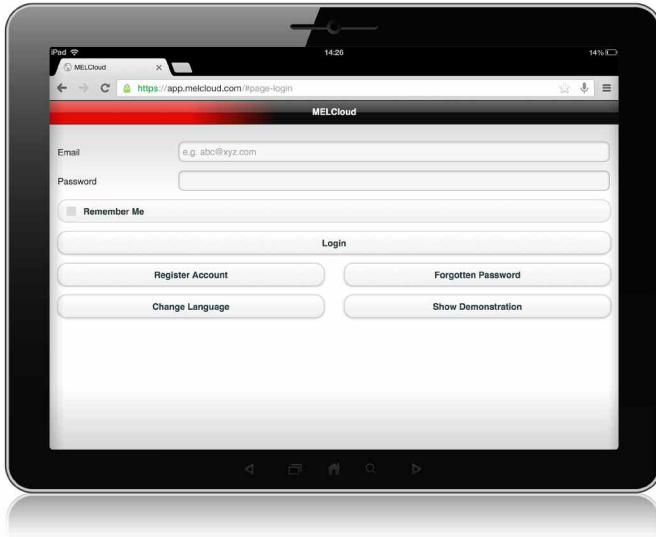 iPad 14:26 14%
MELCloud
https://app.melcloud.com/#page-login
MELCloud
Email e.g. abc@xyz.com
Password
Remember Me
Login
Register Account Forgotten Password
Change Language Show Demonstration